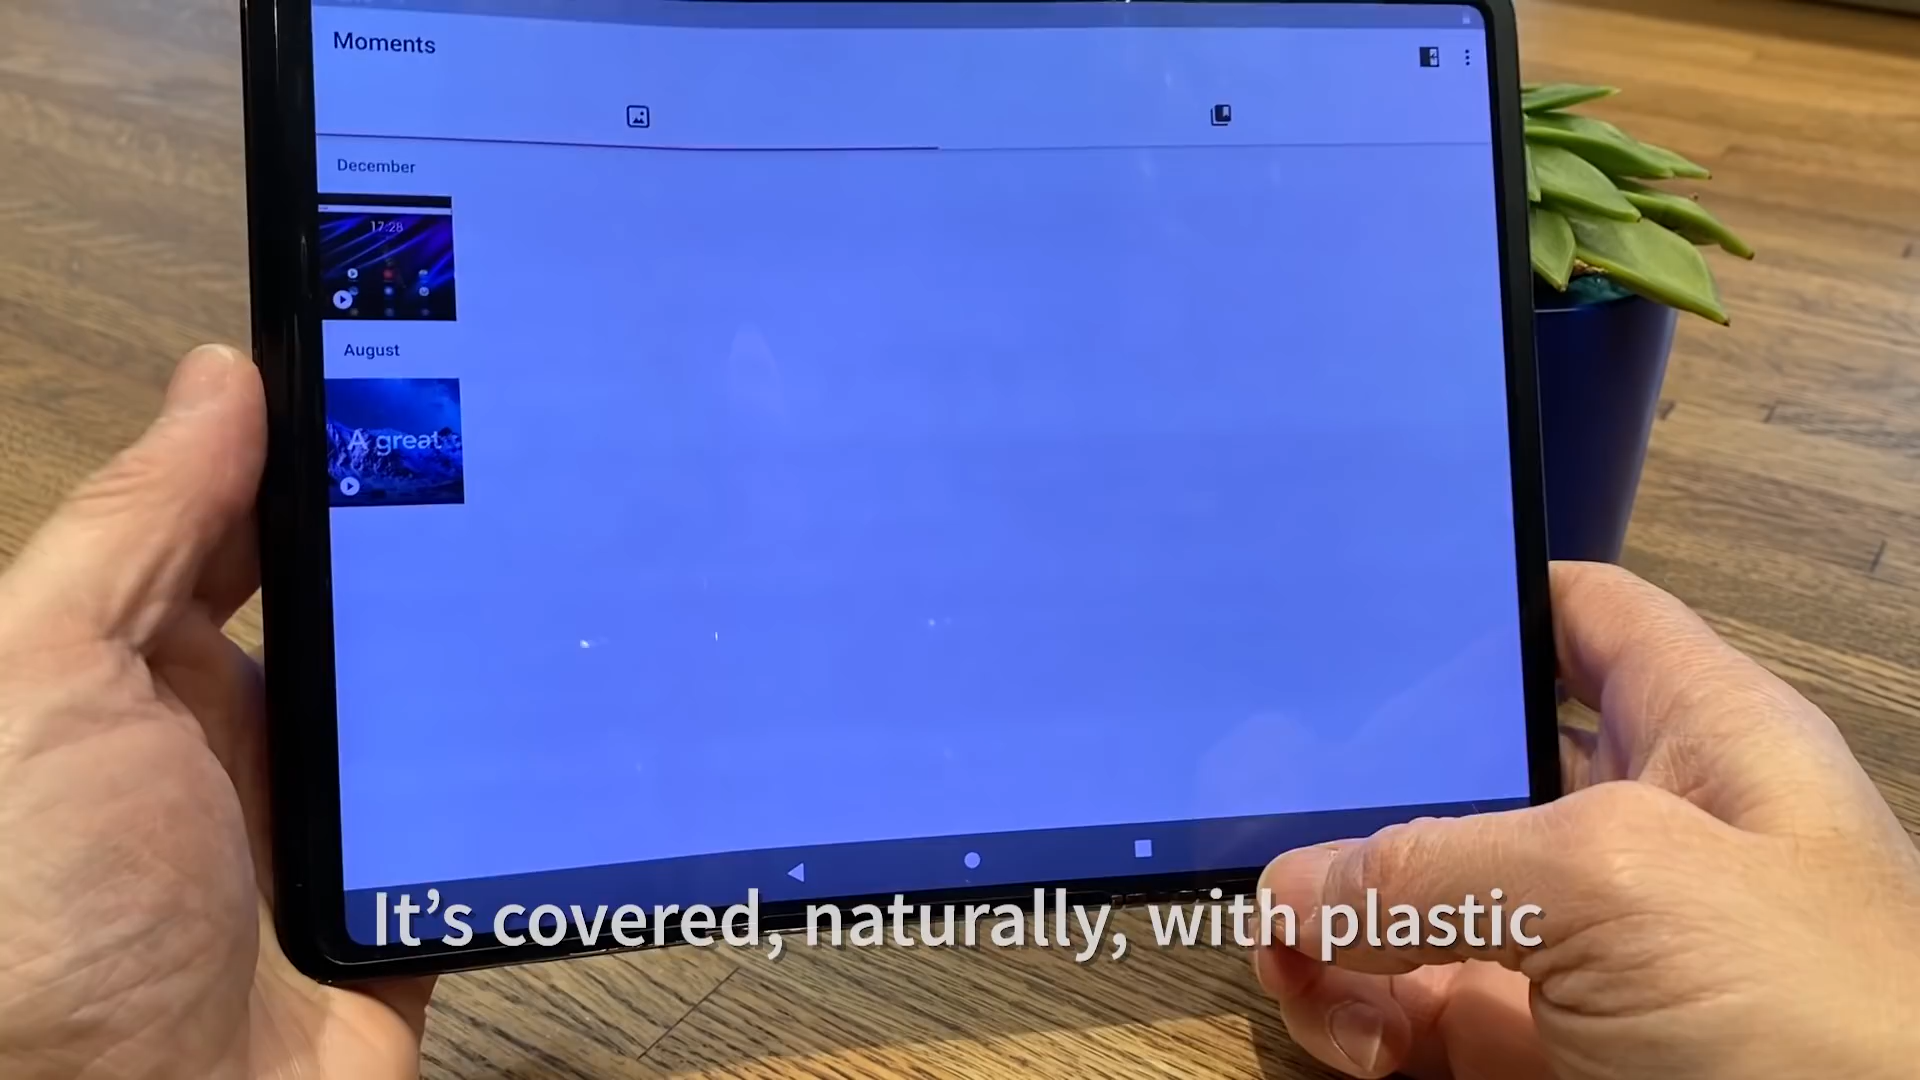 Moments
December
17:28
August
A great
It’s covered, naturally, with plastic